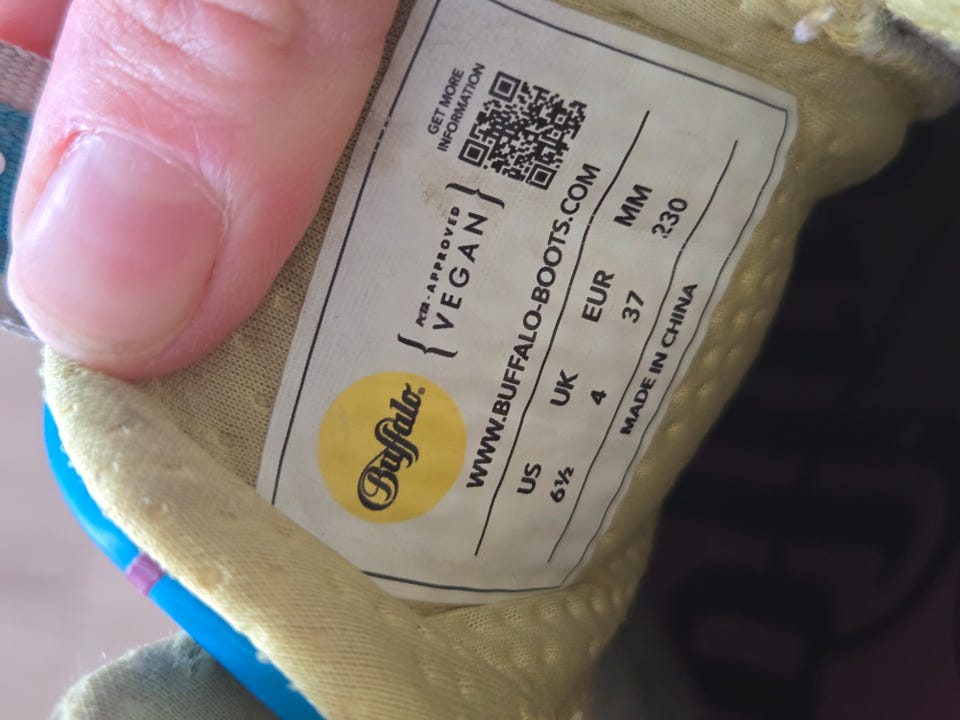 GET MORE
INFORMATION
Buffalo®
{ PETA - APPROVED
VEGAN }
WWW.BUFFALO-BOOTS.COM
US UK EUR MM
6½ 4 37 230
MADE IN CHINA